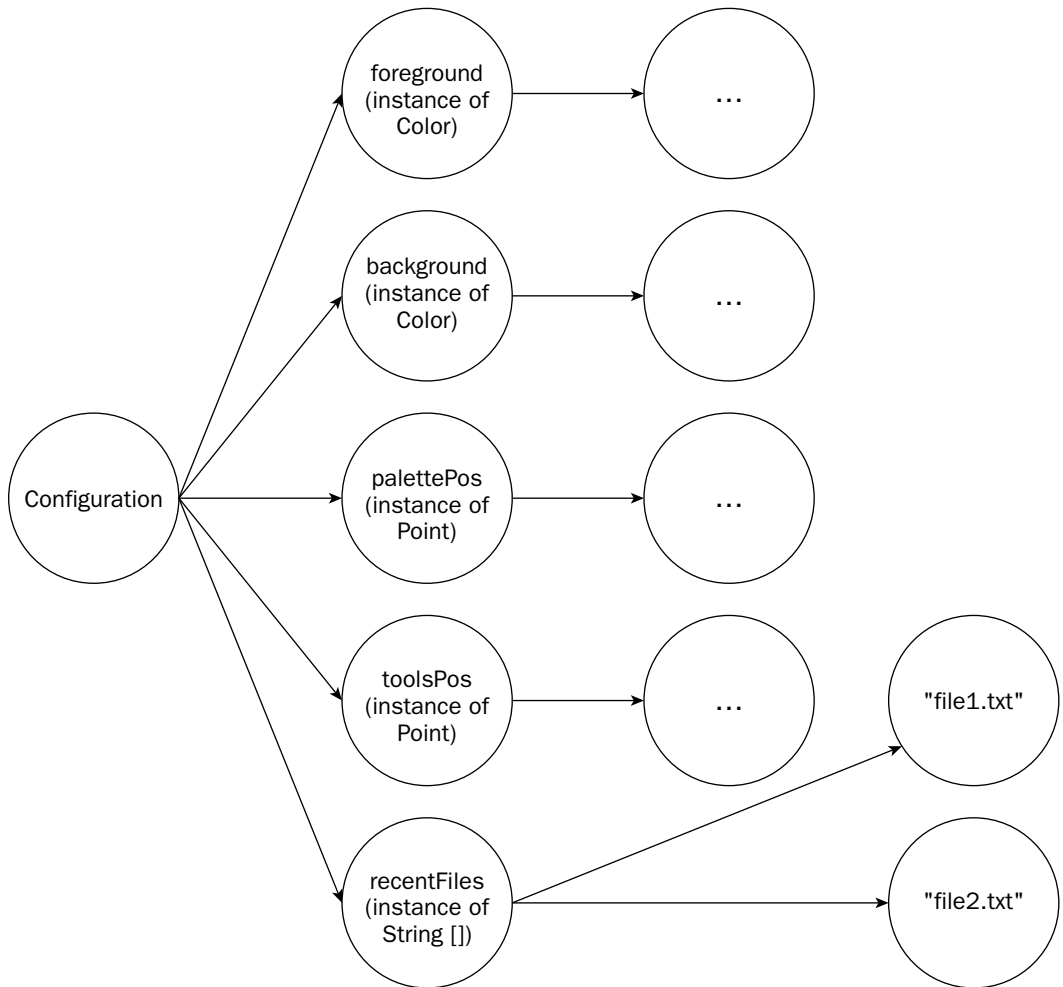 foreground
(instance of
Color)
...
background
(instance of
Color)
...
Configuration
palettePos
(instance of
Point)
...
toolsPos
(instance of
Point)
...
"file1.txt"
recentFiles
(instance of
String [])
"file2.txt"